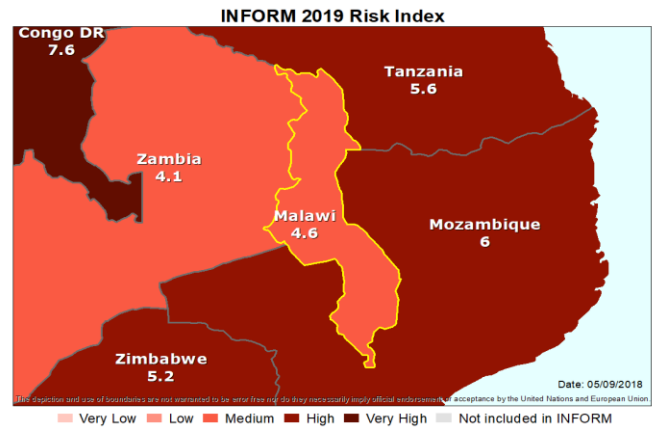 INFORM 2019 Risk Index
Congo DR
7.6
Tanzania
5.6
Zambia
4.1
Malawi
4.6
Mozambique
6
Zimbabwe
5.2
Date: 05/09/2018
The depiction and use of boundaries are not warranted to be error free nor do they necessarily imply official endorsement or acceptance by the United Nations and European Union.
Very Low Low Medium High Very High Not included in INFORM